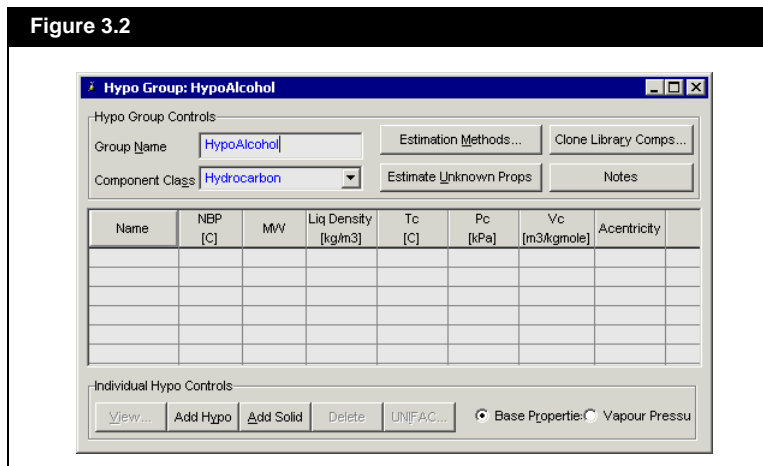 Figure 3.2
Hypo Group: HypoAlcohol
Hypo Group Controls
Group Name HypoAlcohol Estimation Methods... Clone Library Comps...
Component Class Hydrocarbon Estimate Unknown Props Notes
Name NBP [C] MW Liq Density [kg/m3] Tc [C] Pc [kPa] Vc [m3/kgmole] Acentricity
Individual Hypo Controls
View... Add Hypo Add Solid Delete UNIFAC... Base Propertie: Vapour Pressu